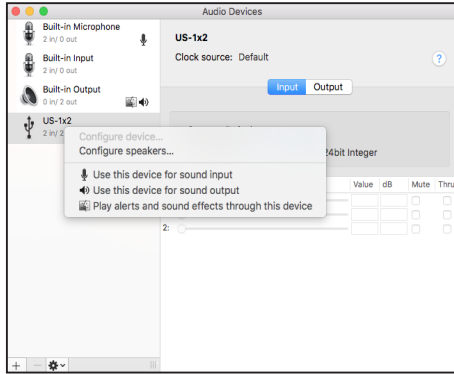 Audio Devices
Built-in Microphone
2 in/ 0 out
Built-in Input
2 in/ 0 out
Built-in Output
0 in/ 2 out
US-1x2
2 in/ 2
US-1x2
Clock source: Default
?
Input Output
Configure device...
Configure speakers...
24bit Integer
Use this device for sound input
Use this device for sound output
Play alerts and sound effects through this device
Value dB Mute Thru
2: